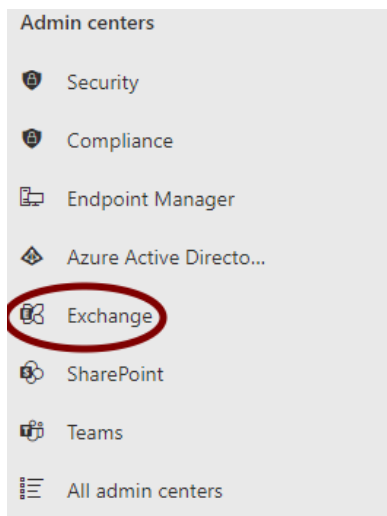 Admin centers
Security
Compliance
Endpoint Manager
Azure Active Directo...
Exchange
SharePoint
Teams
All admin centers